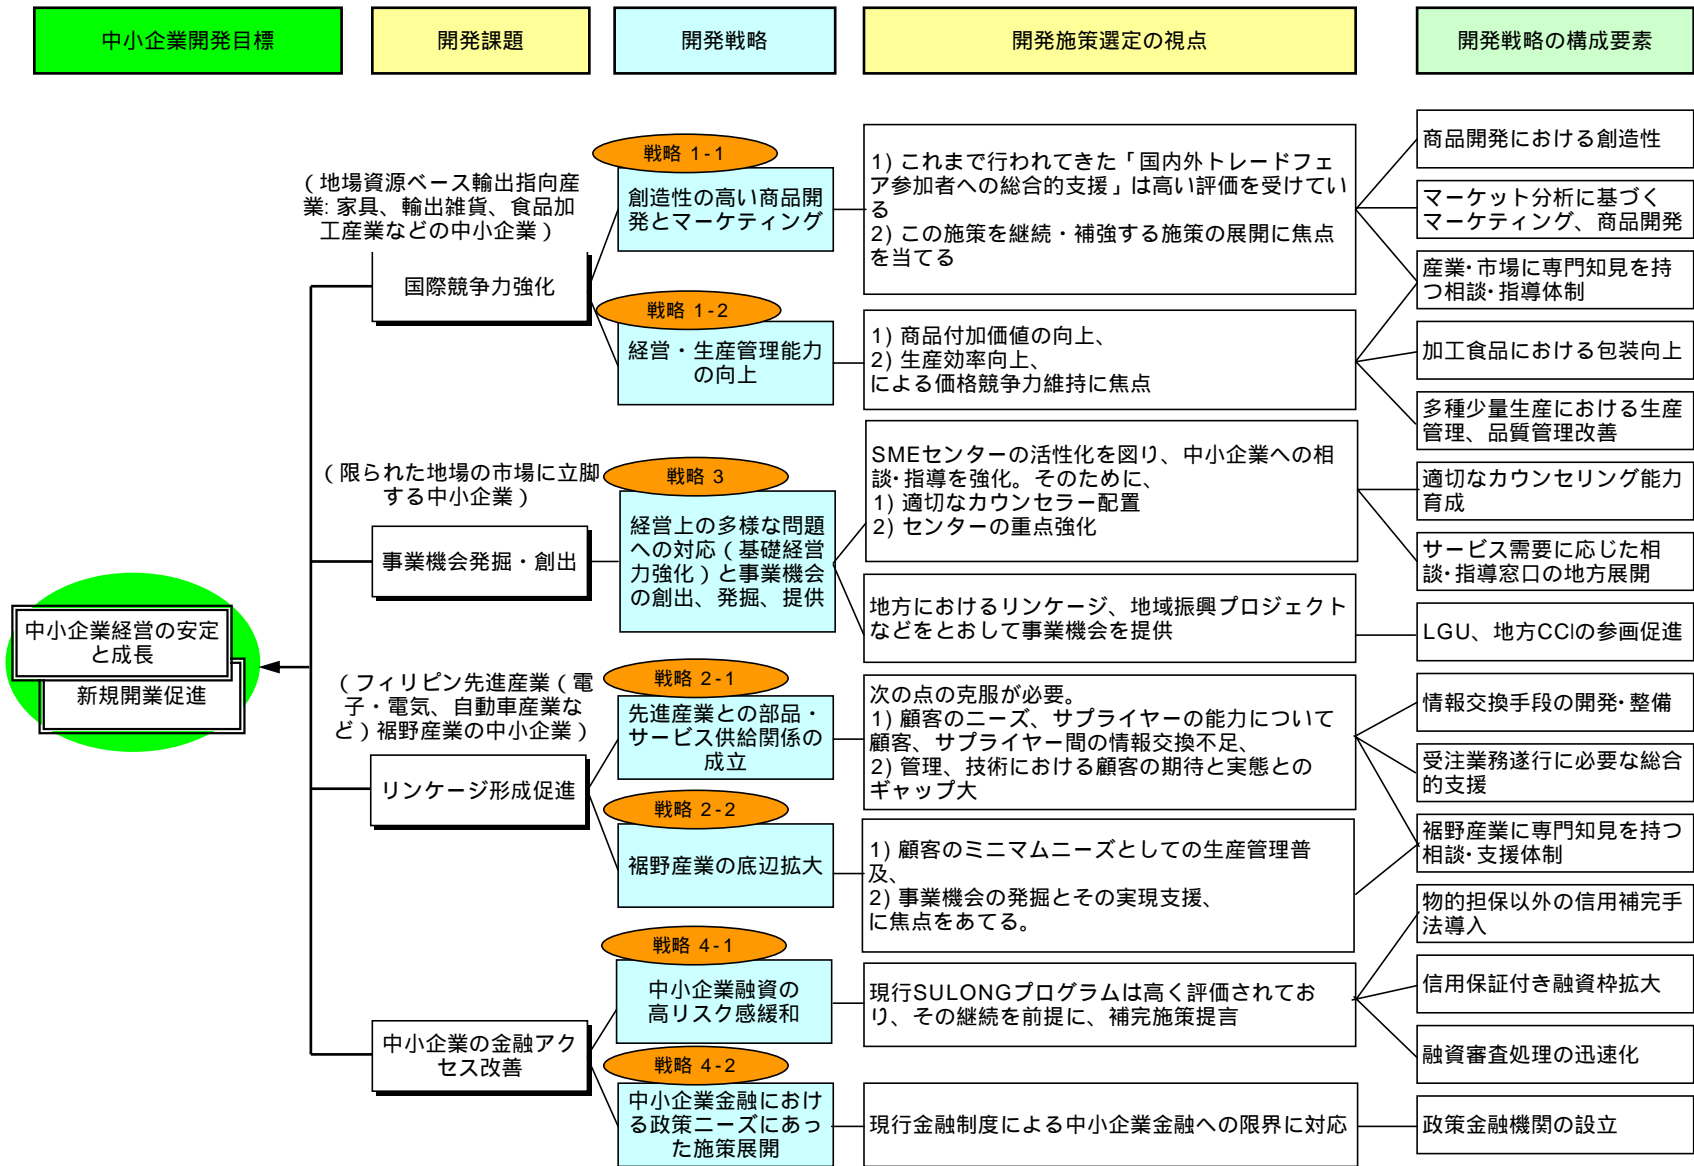 中小企業開発目標
開発課題
開発戦略
開発施策選定の視点
開発戦略の構成要素
中小企業経営の安定
と成長
新規開業促進
(地場資源ベース輸出指向産
業: 家具、輸出雑貨、食品加
工産業などの中小企業)
国際競争力強化
戦略 1-1
創造性の高い商品開
発とマーケティング
1) これまで行われてきた「国内外トレードフェ
ア参加者への総合的支援」は高い評価を受けてい
る
2) この施策を継続・補強する施策の展開に焦点
を当てる
戦略 1-2
経営・生産管理能力
の向上
1) 商品付加価値の向上、
2) 生産効率向上、
による価格競争力維持に焦点
商品開発における創造性
マーケット分析に基づく
マーケティング、商品開発
産業・市場に専門知見を持
つ相談・指導体制
加工食品における包装向上
多種少量生産における生産
管理、品質管理改善
(限られた地場の市場に立脚
する中小企業)
事業機会発掘・創出
戦略 3
経営上の多様な問題
への対応(基礎経営
力強化)と事業機会
の創出、発掘、提供
SMEセンターの活性化を図り、中小企業への相
談・指導を強化。そのために、
1) 適切なカウンセラー配置
2) センターの重点強化
地方におけるリンケージ、地域振興プロジェクト
などをとおして事業機会を提供
適切なカウンセリング能力
育成
サービス需要に応じた相
談・指導窓口の地方展開
LGU、地方CCIの参画促進
(フィリピン先進産業(電
子・電気、自動車産業な
ど)裾野産業の中小企業)
リンケージ形成促進
戦略 2-1
先進産業との部品・
サービス供給関係の
成立
次の点の克服が必要。
1) 顧客のニーズ、サプライヤーの能力について
顧客、サプライヤー間の情報交換不足、
2) 管理、技術における顧客の期待と実態との
ギャップ大
戦略 2-2
裾野産業の底辺拡大
1) 顧客のミニマムニーズとしての生産管理普
及、
2) 事業機会の発掘とその実現支援、
に焦点をあてる。
情報交換手段の開発・整備
受注業務遂行に必要な総合
的支援
裾野産業に専門知見を持つ
相談・支援体制
中小企業の金融アク
セス改善
戦略 4-1
中小企業融資の
高リスク感緩和
現行SULONGプログラムは高く評価されてお
り、その継続を前提に、補完施策提言
戦略 4-2
中小企業金融におけ
る政策ニーズにあっ
た施策展開
現行金融制度による中小企業金融への限界に対応
物的担保以外の信用補完手
法導入
信用保証付き融資枠拡大
融資審査処理の迅速化
政策金融機関の設立